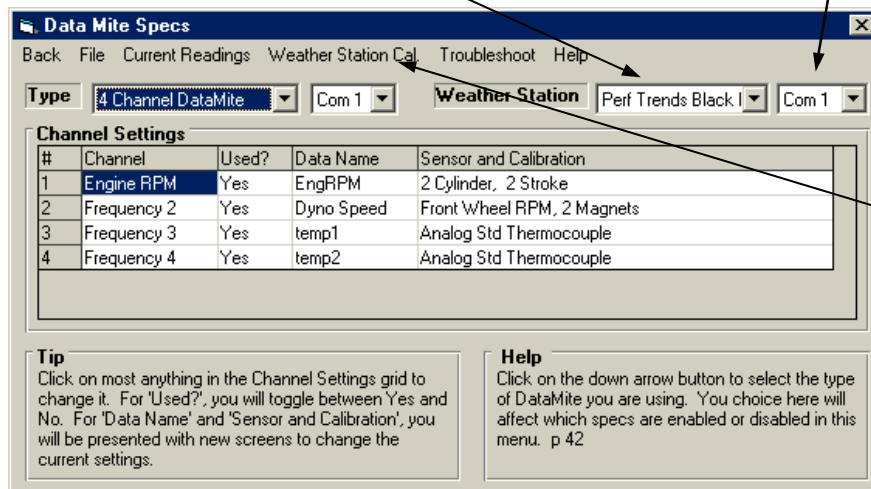 Data Mite Specs
Back File Current Readings Weather Station Cal. Troubleshoot Help
Type 4 Channel DataMite Com 1 Weather Station Perf Trends Black Com 1
Channel Settings
# Channel Used? Data Name Sensor and Calibration
1 Engine RPM Yes EngRPM 2 Cylinder, 2 Stroke
2 Frequency 2 Yes Dyno Speed Front Wheel RPM, 2 Magnets
3 Frequency 3 Yes temp1 Analog Std Thermocouple
4 Frequency 4 Yes temp2 Analog Std Thermocouple
Tip
Click on most anything in the Channel Settings grid to
change it. For 'Used?', you will toggle between Yes and
No. For 'Data Name' and 'Sensor and Calibration', you
will be presented with new screens to change the
current settings.
Help
Click on the down arrow button to select the type
of DataMite you are using. You choice here will
affect which specs are enabled or disabled in this
menu. p 42